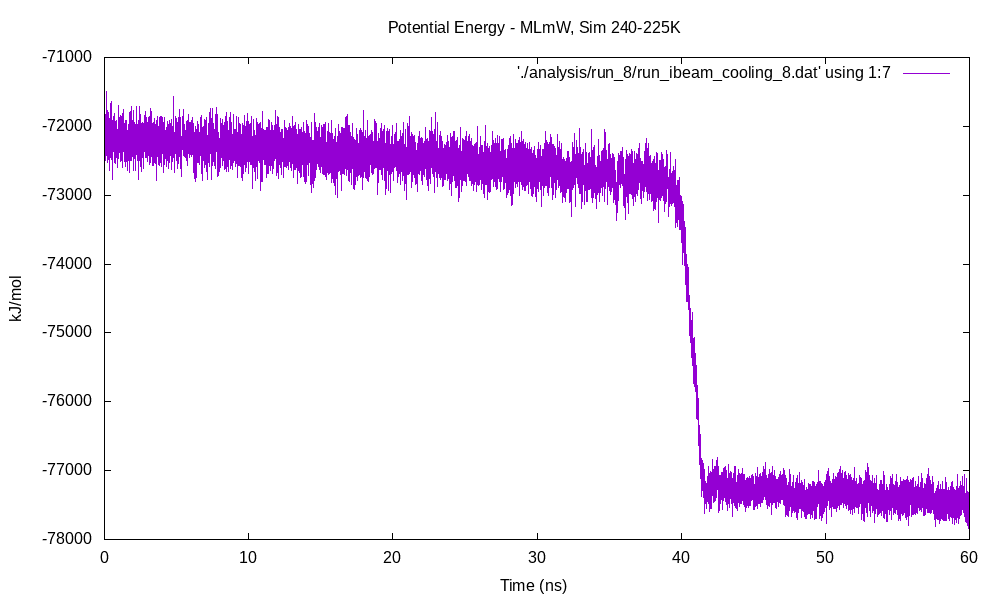 Potential Energy - MLmW, Sim 240-225K
'./analysis/run_8/run_ibeam_cooling_8.dat' using 1:7
-71000
-72000
-73000
-74000
-75000
-76000
-77000
-78000
kJ/mol
0 10 20 30 40 50 60
Time (ns)